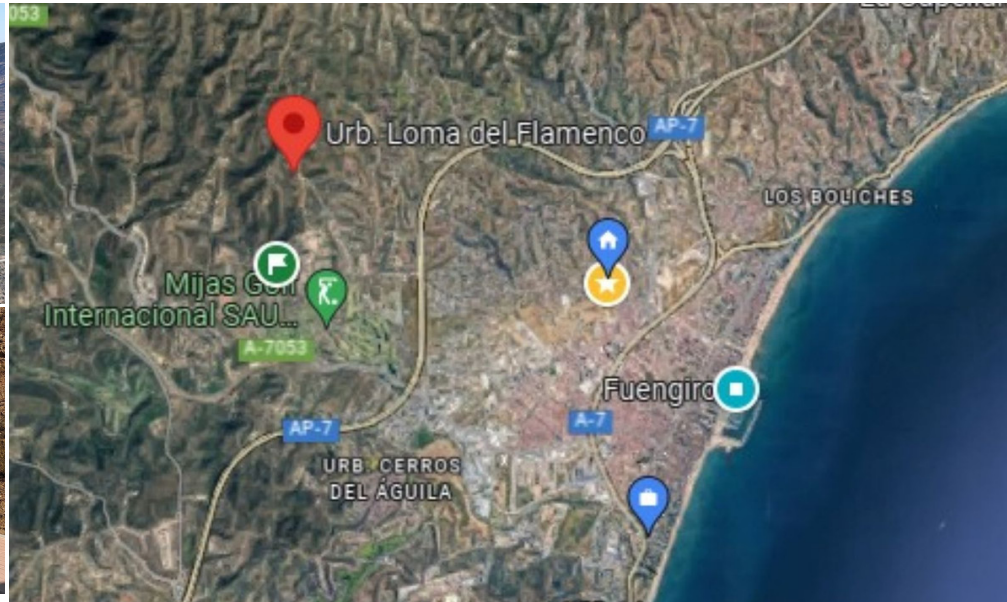 053
Urb. Loma del Flamenco
AP-7
LOS BOLICHES
Mijas Golf
Internacional SAU...
A-7053
Fuengiro
A-7
AP-7
URB. CERROS
DEL ÁGUILA